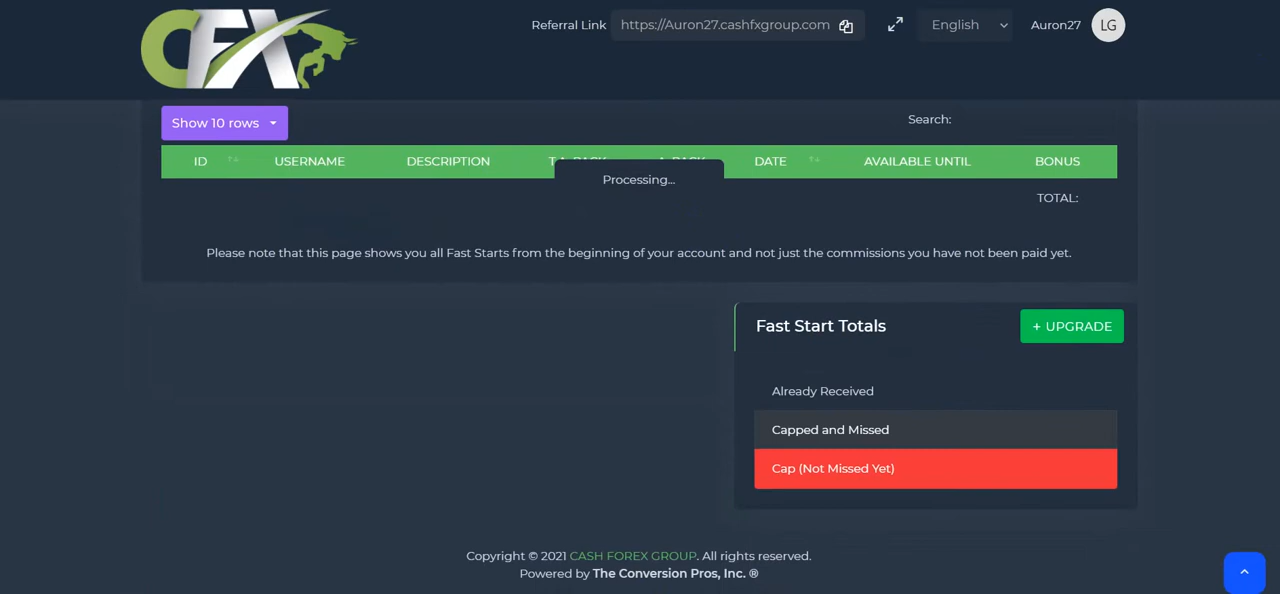 CFX
Referral Link https://Auron27.cashfxgroup.com English Auron27 LG
Show 10 rows
Search:
ID USERNAME DESCRIPTION DATE AVAILABLE UNTIL BONUS
Processing...
TOTAL:
Please note that this page shows you all Fast Starts from the beginning of your account and not just the commissions you have not been paid yet.
Fast Start Totals
+ UPGRADE
Already Received
Capped and Missed
Cap (Not Missed Yet)
Copyright © 2021 CASH FOREX GROUP. All rights reserved.
Powered by The Conversion Pros, Inc. ®